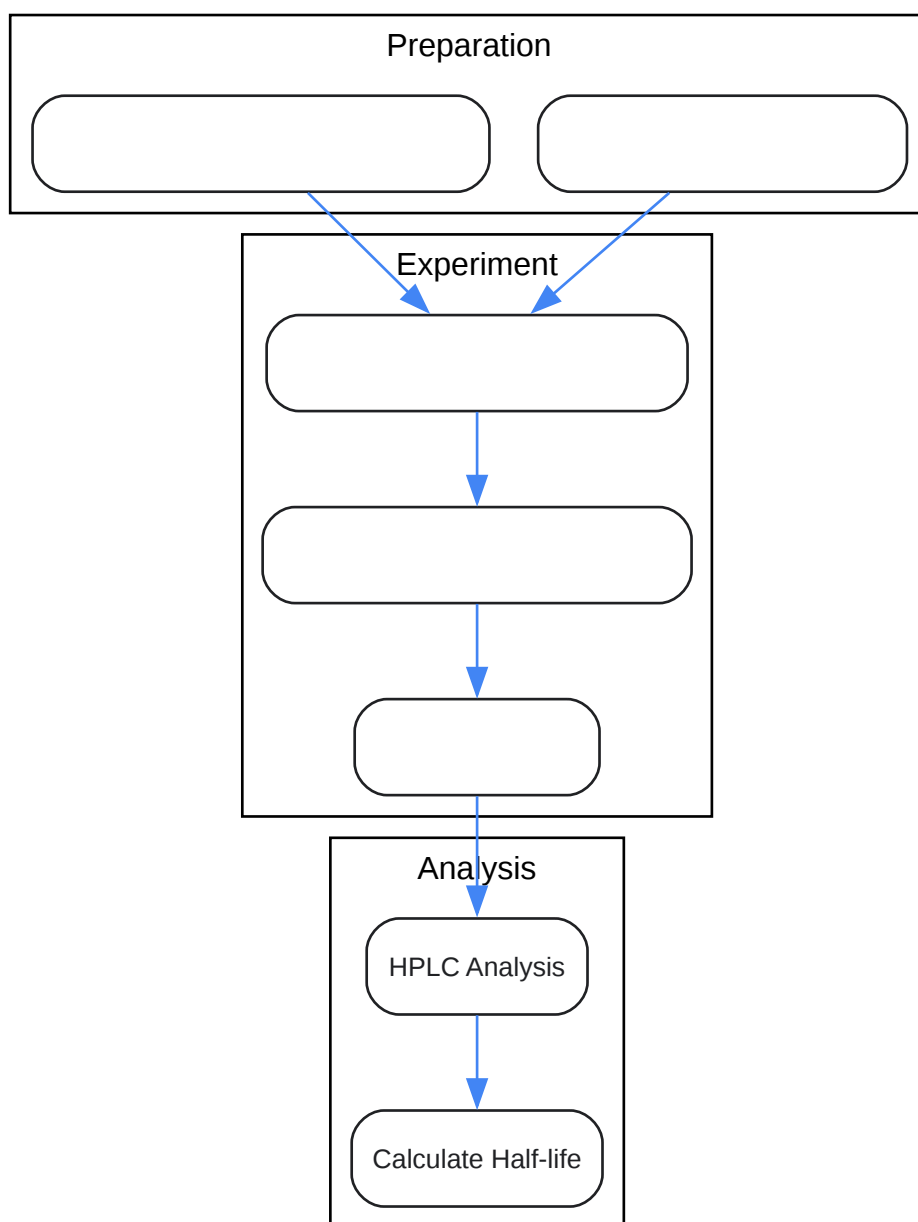 Preparation
Experiment
Analysis
HPLC Analysis
Calculate Half-life